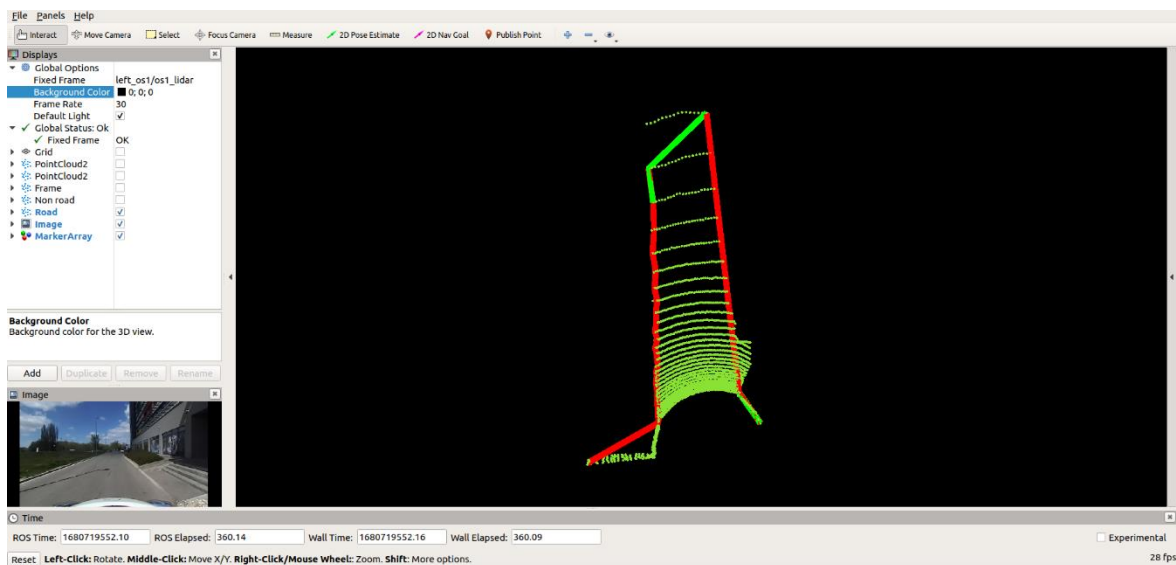 File Panels Help
Interact Move Camera Select Focus Camera Measure 2D Pose Estimate 2D Nav Goal Publish Point
Displays
Global Options
Fixed Frame left_os1/os1_lidar
Background Color 0; 0; 0
Frame Rate 30
Default Light
Global Status: Ok
Fixed Frame OK
Grid
PointCloud2
PointCloud2
Frame
Non road
Road
Image
MarkerArray
Background Color
Background color for the 3D view.
Add Duplicate Remove Rename
Image
Time
ROS Time: 1680719552.10 ROS Elapsed: 360.14 Wall Time: 1680719552.16 Wall Elapsed: 360.09 Experimental
Reset Left-Click: Rotate. Middle-Click: Move X/Y. Right-Click/Mouse Wheel:: Zoom. Shift: More options. 28 fps